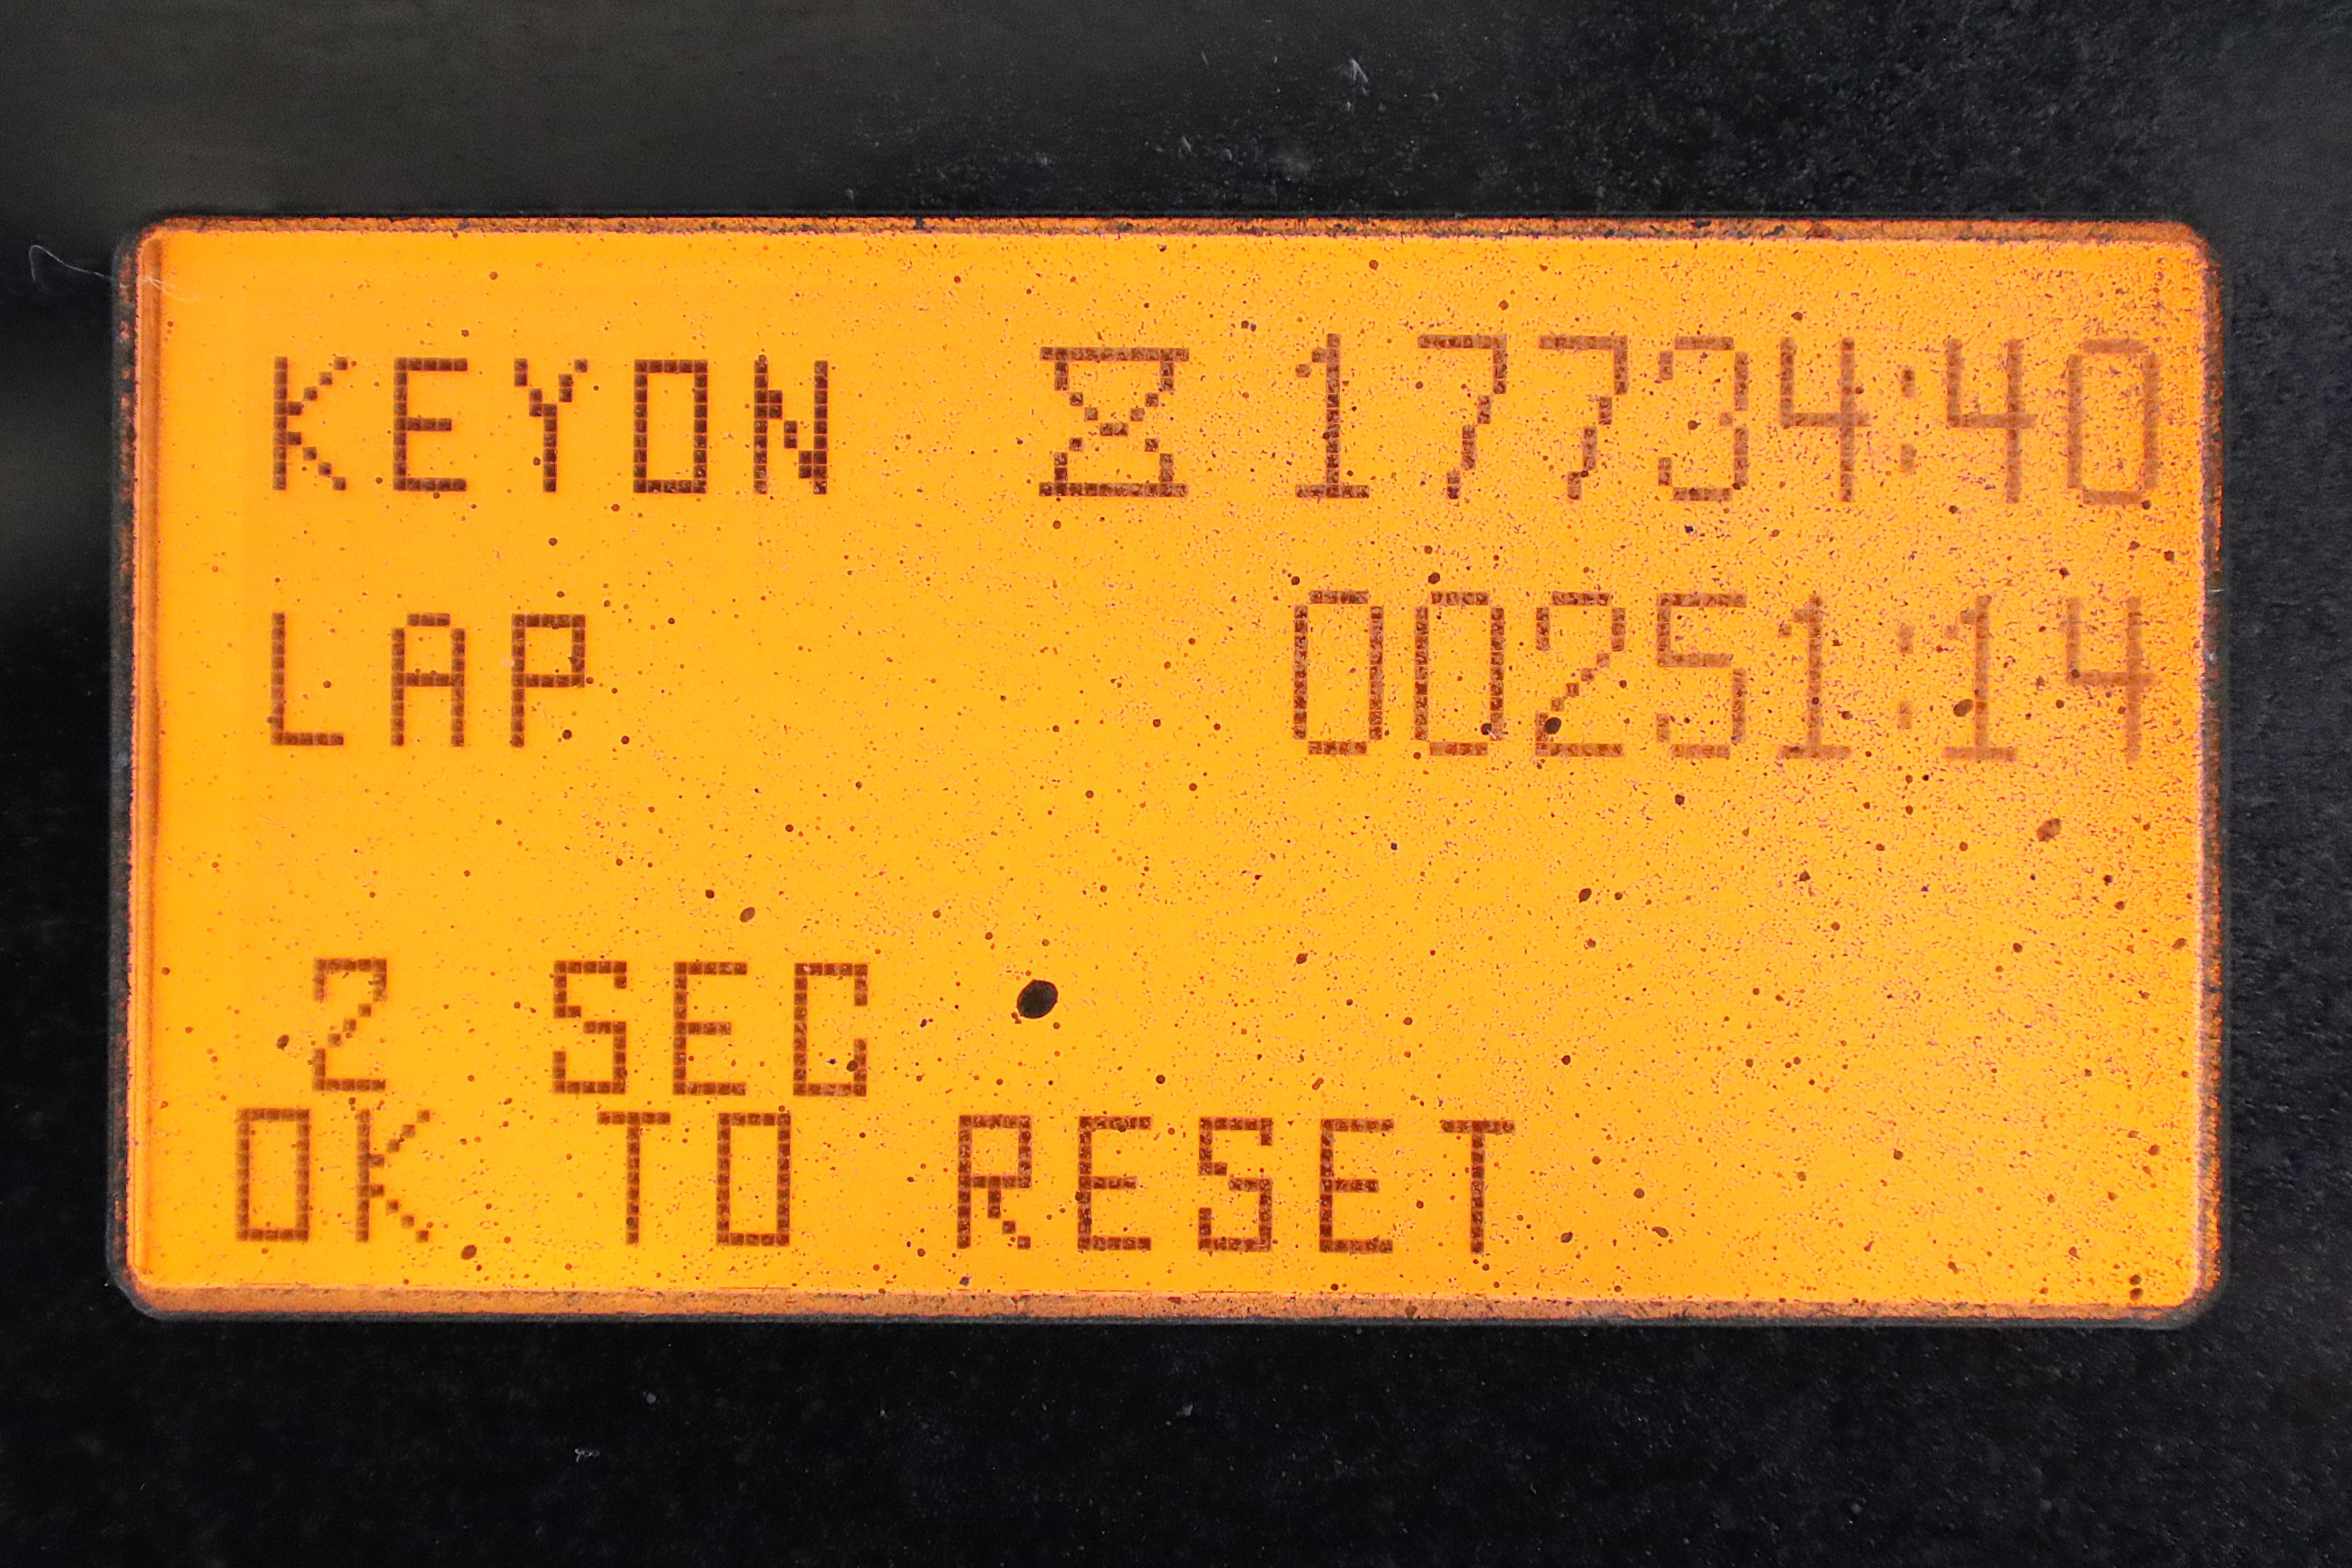 KEYON ⧖ 17734:40
LAP 00251:14
2 SEC
OK TO RESET